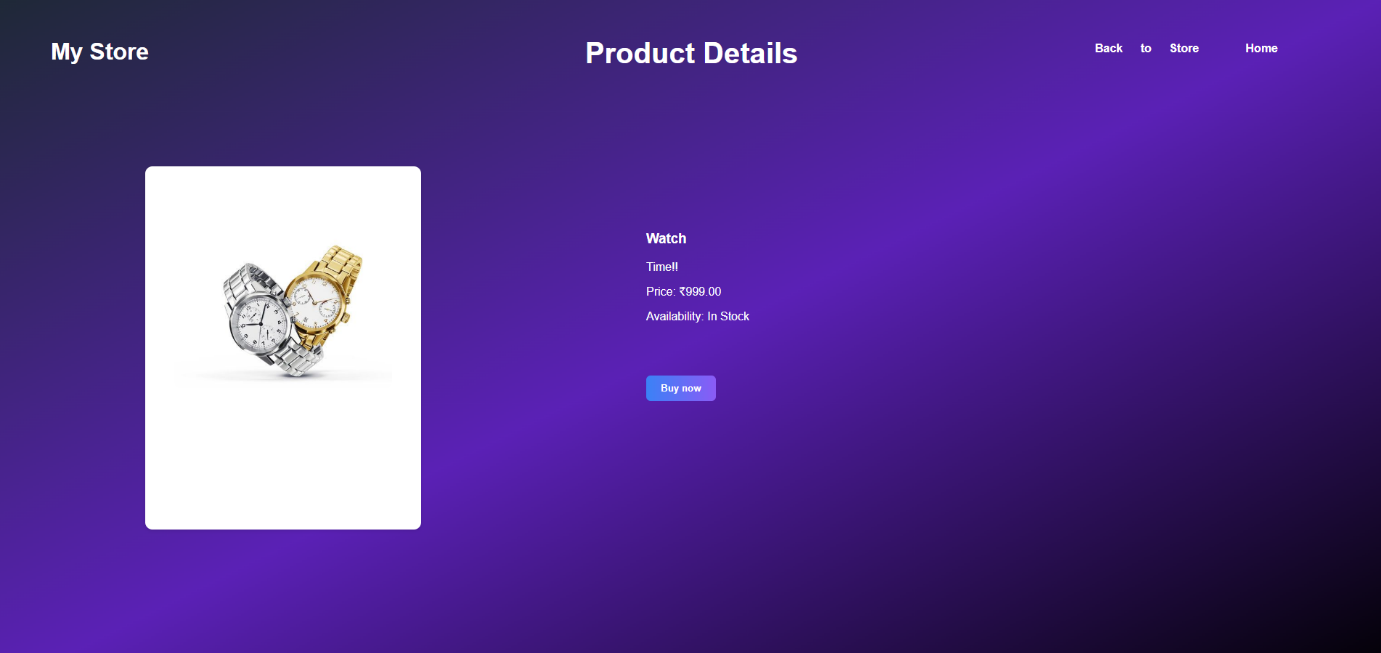 My Store
Product Details
Back to Store
Home
Watch
Time!!
Price: ₹999.00
Availability: In Stock
Buy now